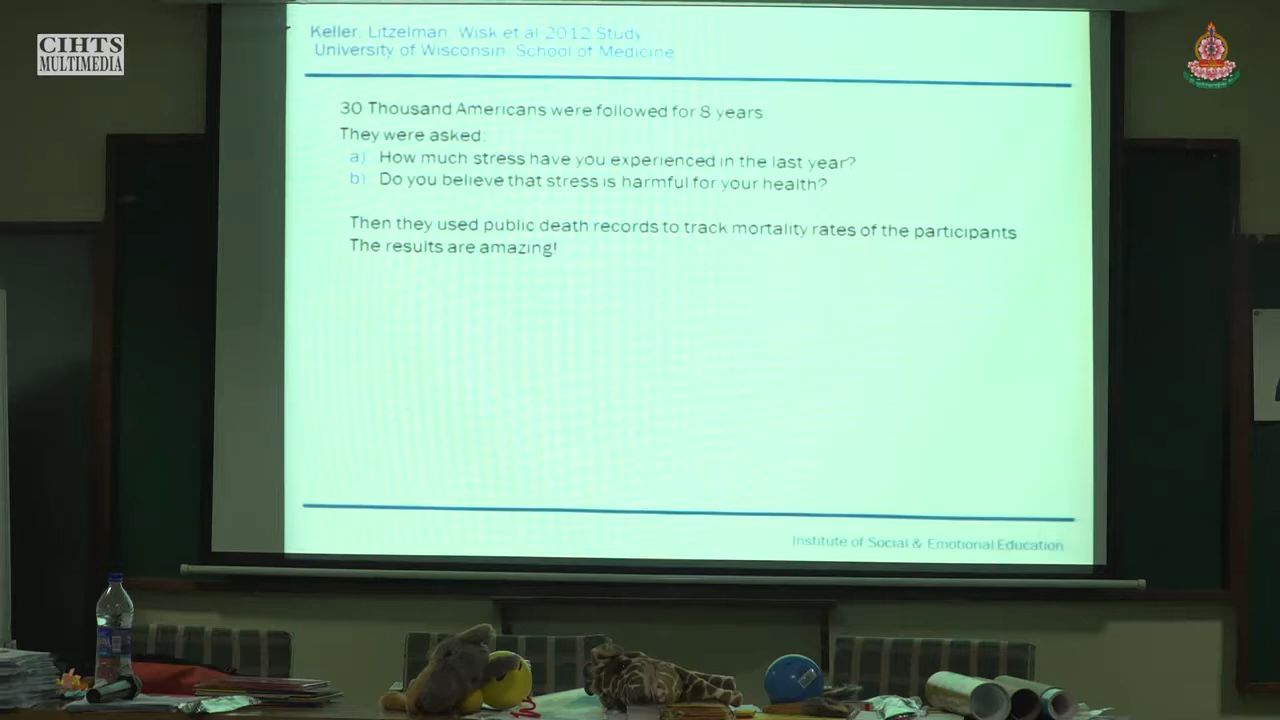 CIHTS
MULTIMEDIA
Keller, Litzelman, Wisk et al 2012 Study
University of Wisconsin School of Medicine
30 Thousand Americans were followed for 8 years
They were asked:
a) How much stress have you experienced in the last year?
b) Do you believe that stress is harmful for your health?
Then they used public death records to track mortality rates of the participants
The results are amazing!
Institute of Social & Emotional Education